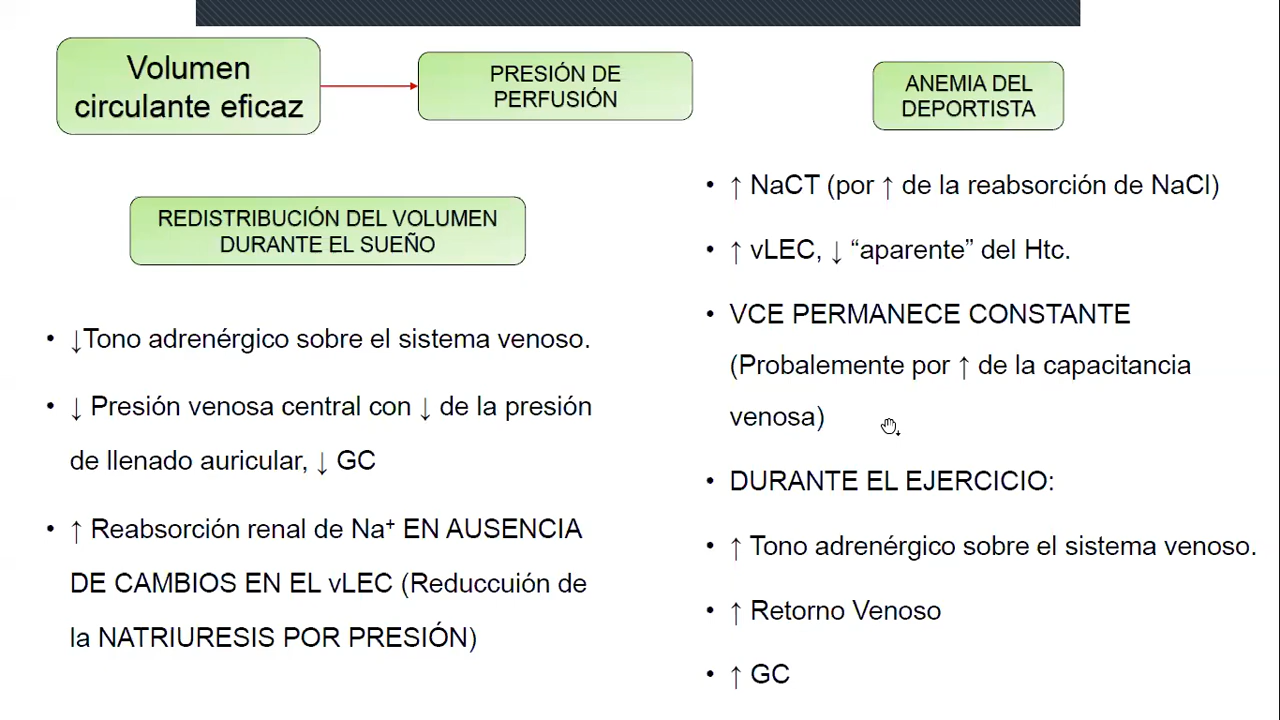 Volumen
circulante eficaz
PRESIÓN DE
PERFUSIÓN
REDISTRIBUCIÓN DEL VOLUMEN
DURANTE EL SUEÑO
• ↓Tono adrenérgico sobre el sistema venoso.
• ↓ Presión venosa central con ↓ de la presión
de llenado auricular, ↓ GC
• ↑ Reabsorción renal de Na⁺ EN AUSENCIA
DE CAMBIOS EN EL vLEC (Reduccuión de
la NATRIURESIS POR PRESIÓN)
ANEMIA DEL
DEPORTISTA
• ↑ NaCT (por ↑ de la reabsorción de NaCl)
• ↑ vLEC, ↓ “aparente” del Htc.
• VCE PERMANECE CONSTANTE
(Probalemente por ↑ de la capacitancia
venosa)
• DURANTE EL EJERCICIO:
• ↑ Tono adrenérgico sobre el sistema venoso.
• ↑ Retorno Venoso
• ↑ GC